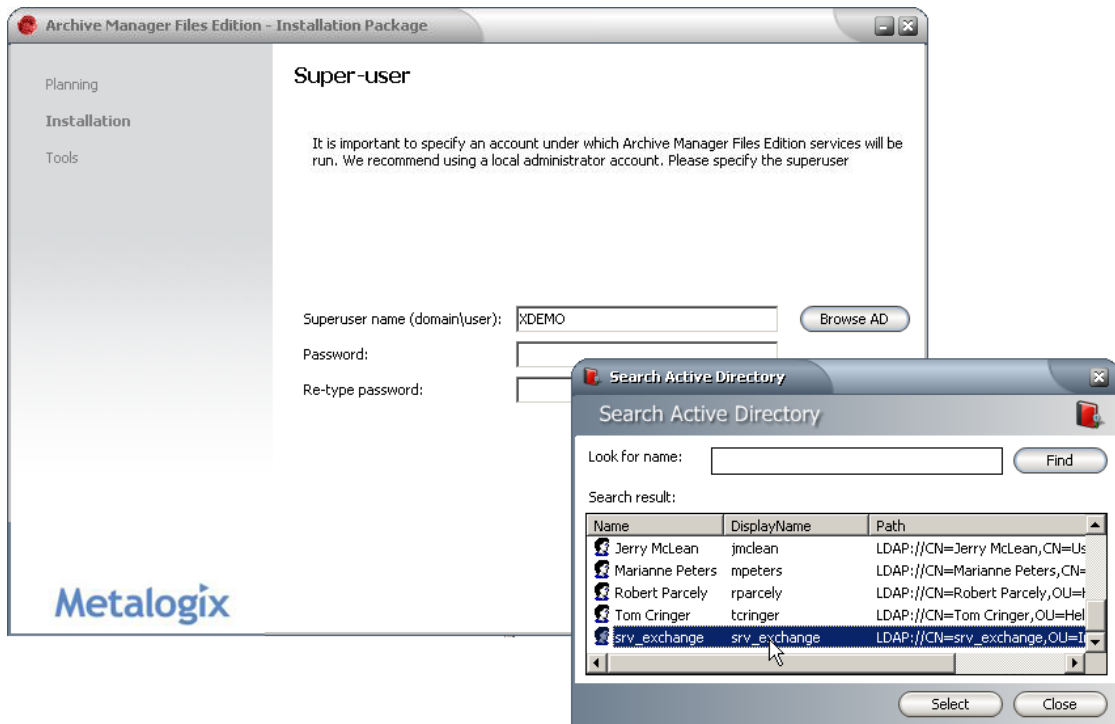 Archive Manager Files Edition - Installation Package
Planning
Installation
Tools
Super-user
It is important to specify an account under which Archive Manager Files Edition services will be
run. We recommend using a local administrator account. Please specify the superuser
Superuser name (domain\user): XDEMO Browse AD
Password:
Re-type password:
Metalogix
Search Active Directory
Search Active Directory
Look for name: Find
Search result:
Name DisplayName Path
Jerry McLean jmclean LDAP://CN=Jerry McLean,CN=Us
Marianne Peters mpeters LDAP://CN=Marianne Peters,CN=
Robert Parcely rparcely LDAP://CN=Robert Parcely,OU=
Tom Cringer tcringer LDAP://CN=Tom Cringer,OU=Hel
srv_exchange srv_exchange LDAP://CN=srv_exchange,OU=
Select Close